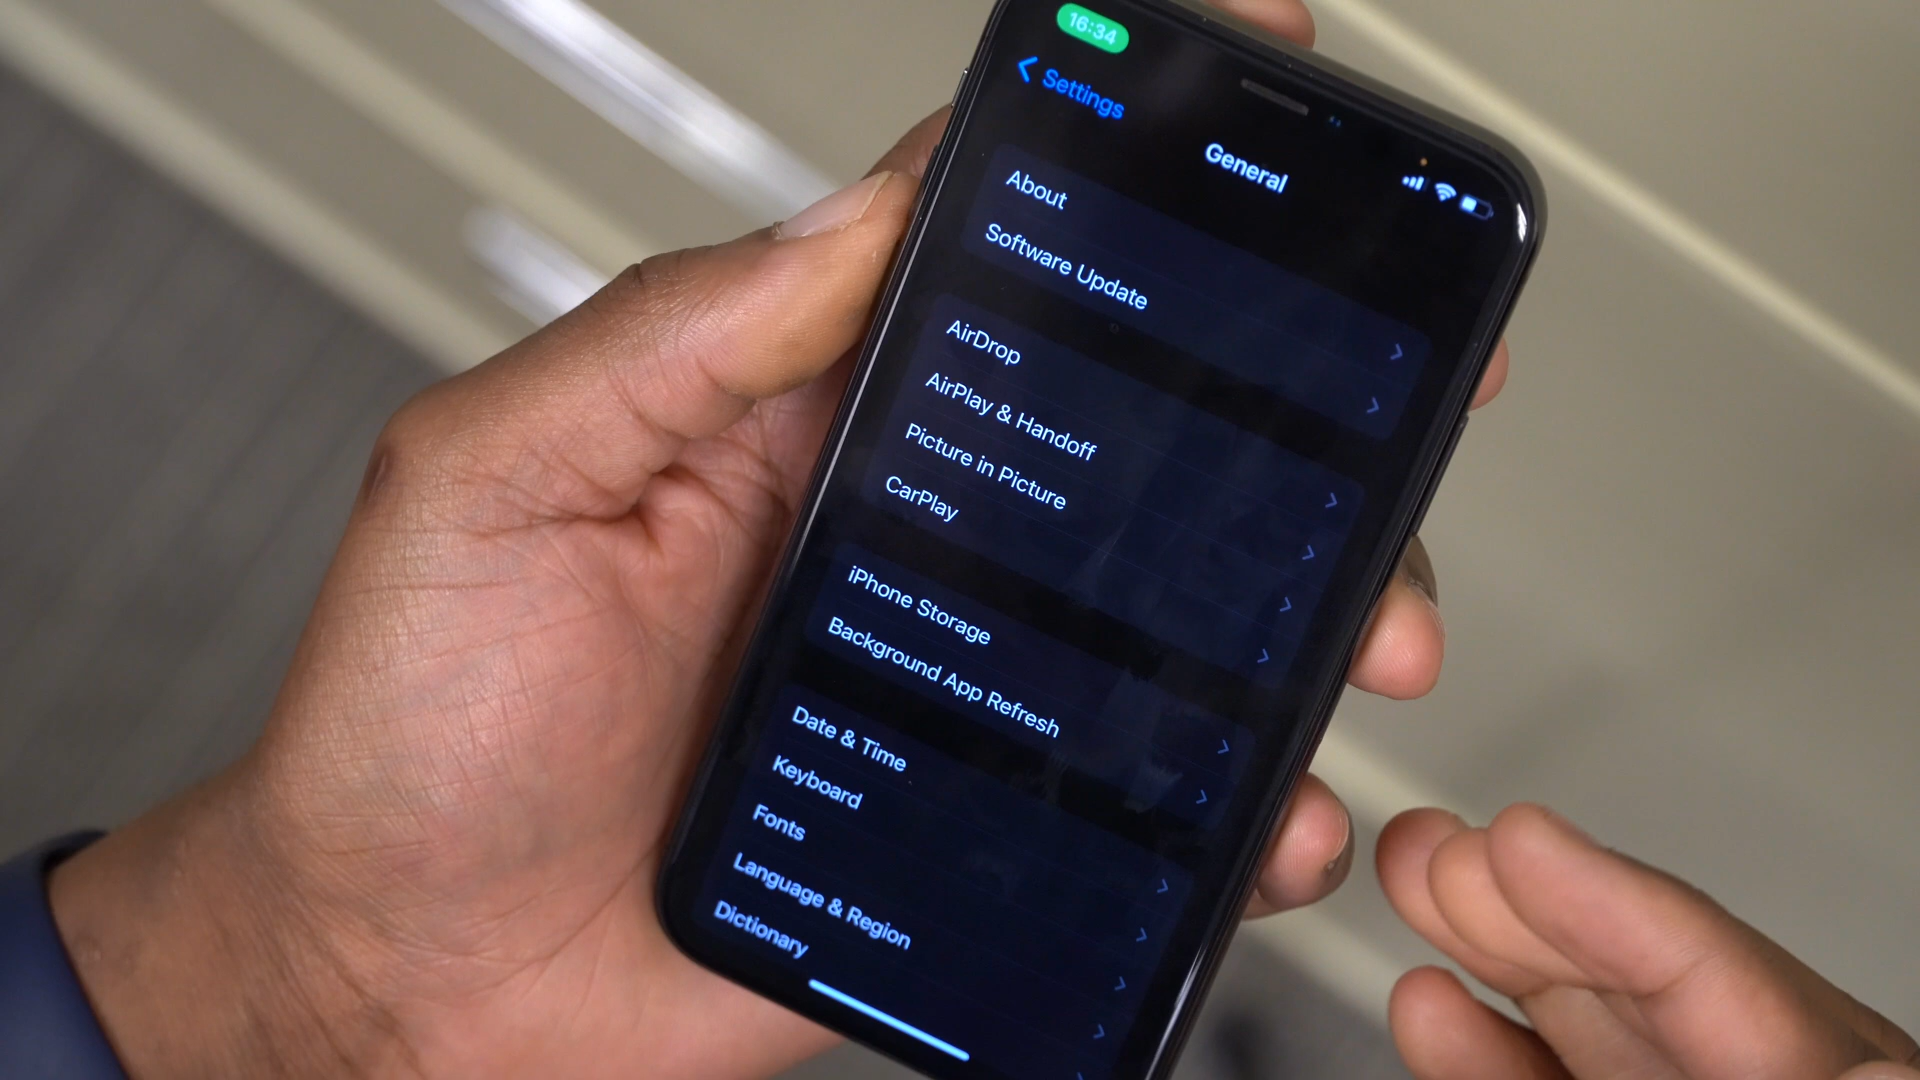 16:34
Settings
General
About
Software Update
AirDrop
AirPlay & Handoff
Picture in Picture
CarPlay
iPhone Storage
Background App Refresh
Date & Time
Keyboard
Fonts
Language & Region
Dictionary